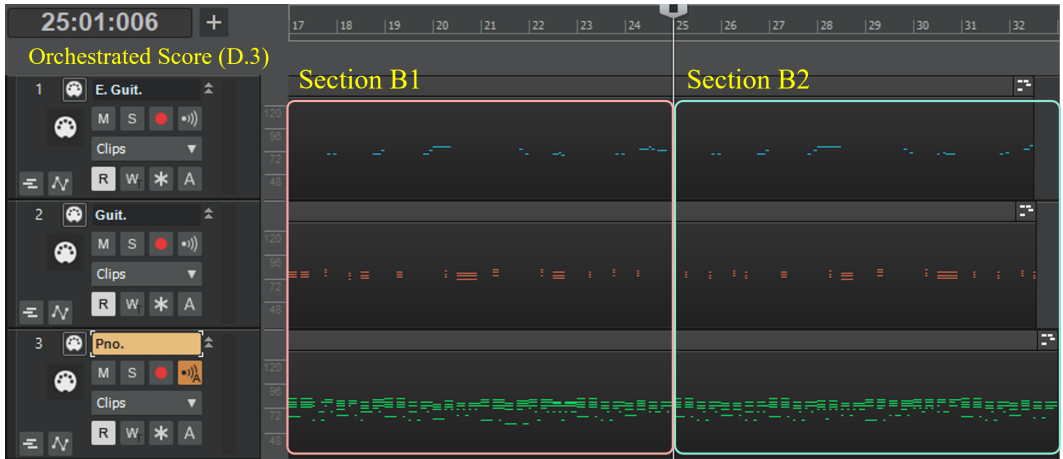 25:01:006 +
17 18 19 20 21 22 23 24 25 26 27 28 29 30 31 32
Orchestrated Score (D.3)
Section B1 Section B2
1 E. Guit.
M S
Clips
R W A
120
96
72
48
2 Guit.
M S
Clips
R W A
120
96
72
48
3 Pno.
M S A
Clips
R W A
120
96
72
48